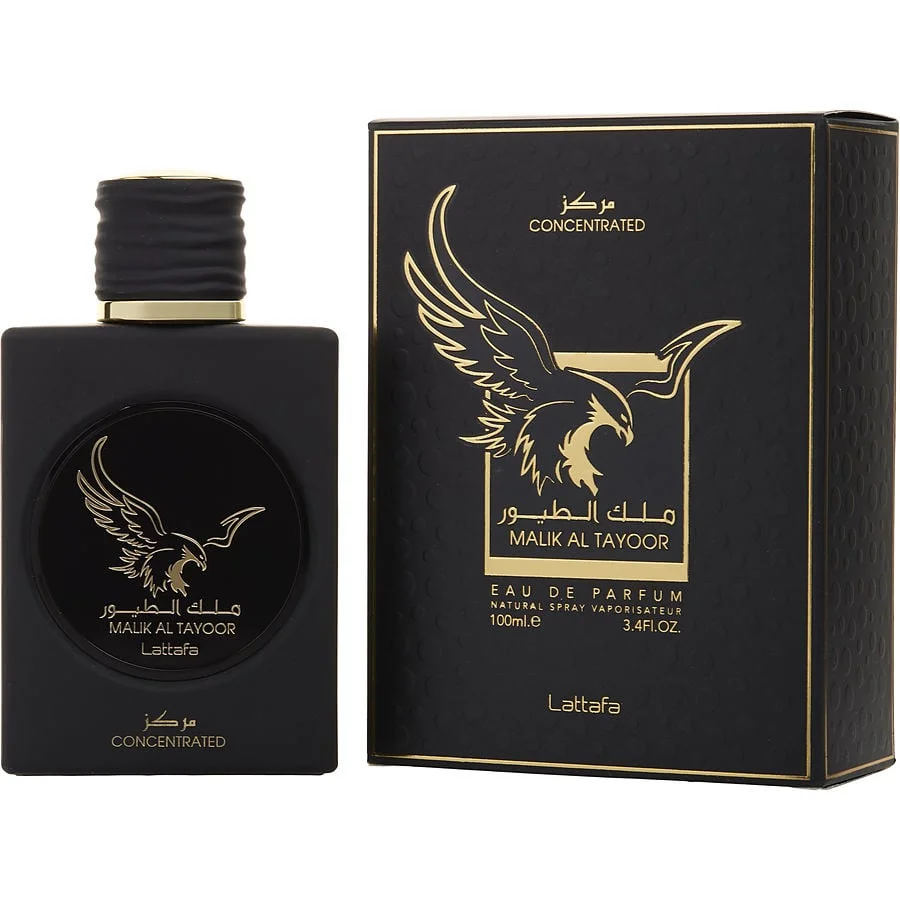 ملك الطيور
MALIK AL TAYOOR
Lattafa
مركز
CONCENTRATED
مركز
CONCENTRATED
ملك الطيور
MALIK AL TAYOOR
EAU DE PARFUM
NATURAL SPRAY VAPORISATEUR
100ml.e 3.4Fl.OZ.
Lattafa